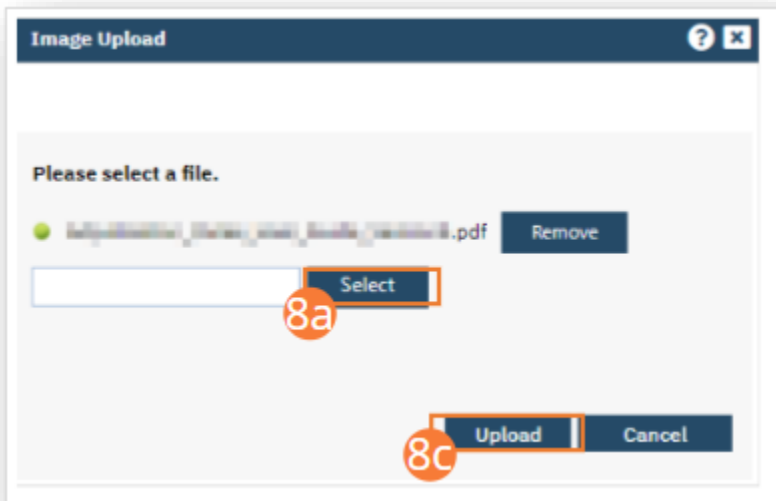 Image Upload ?
Please select a file.
.pdf Remove
Select
8a
Upload Cancel
8c